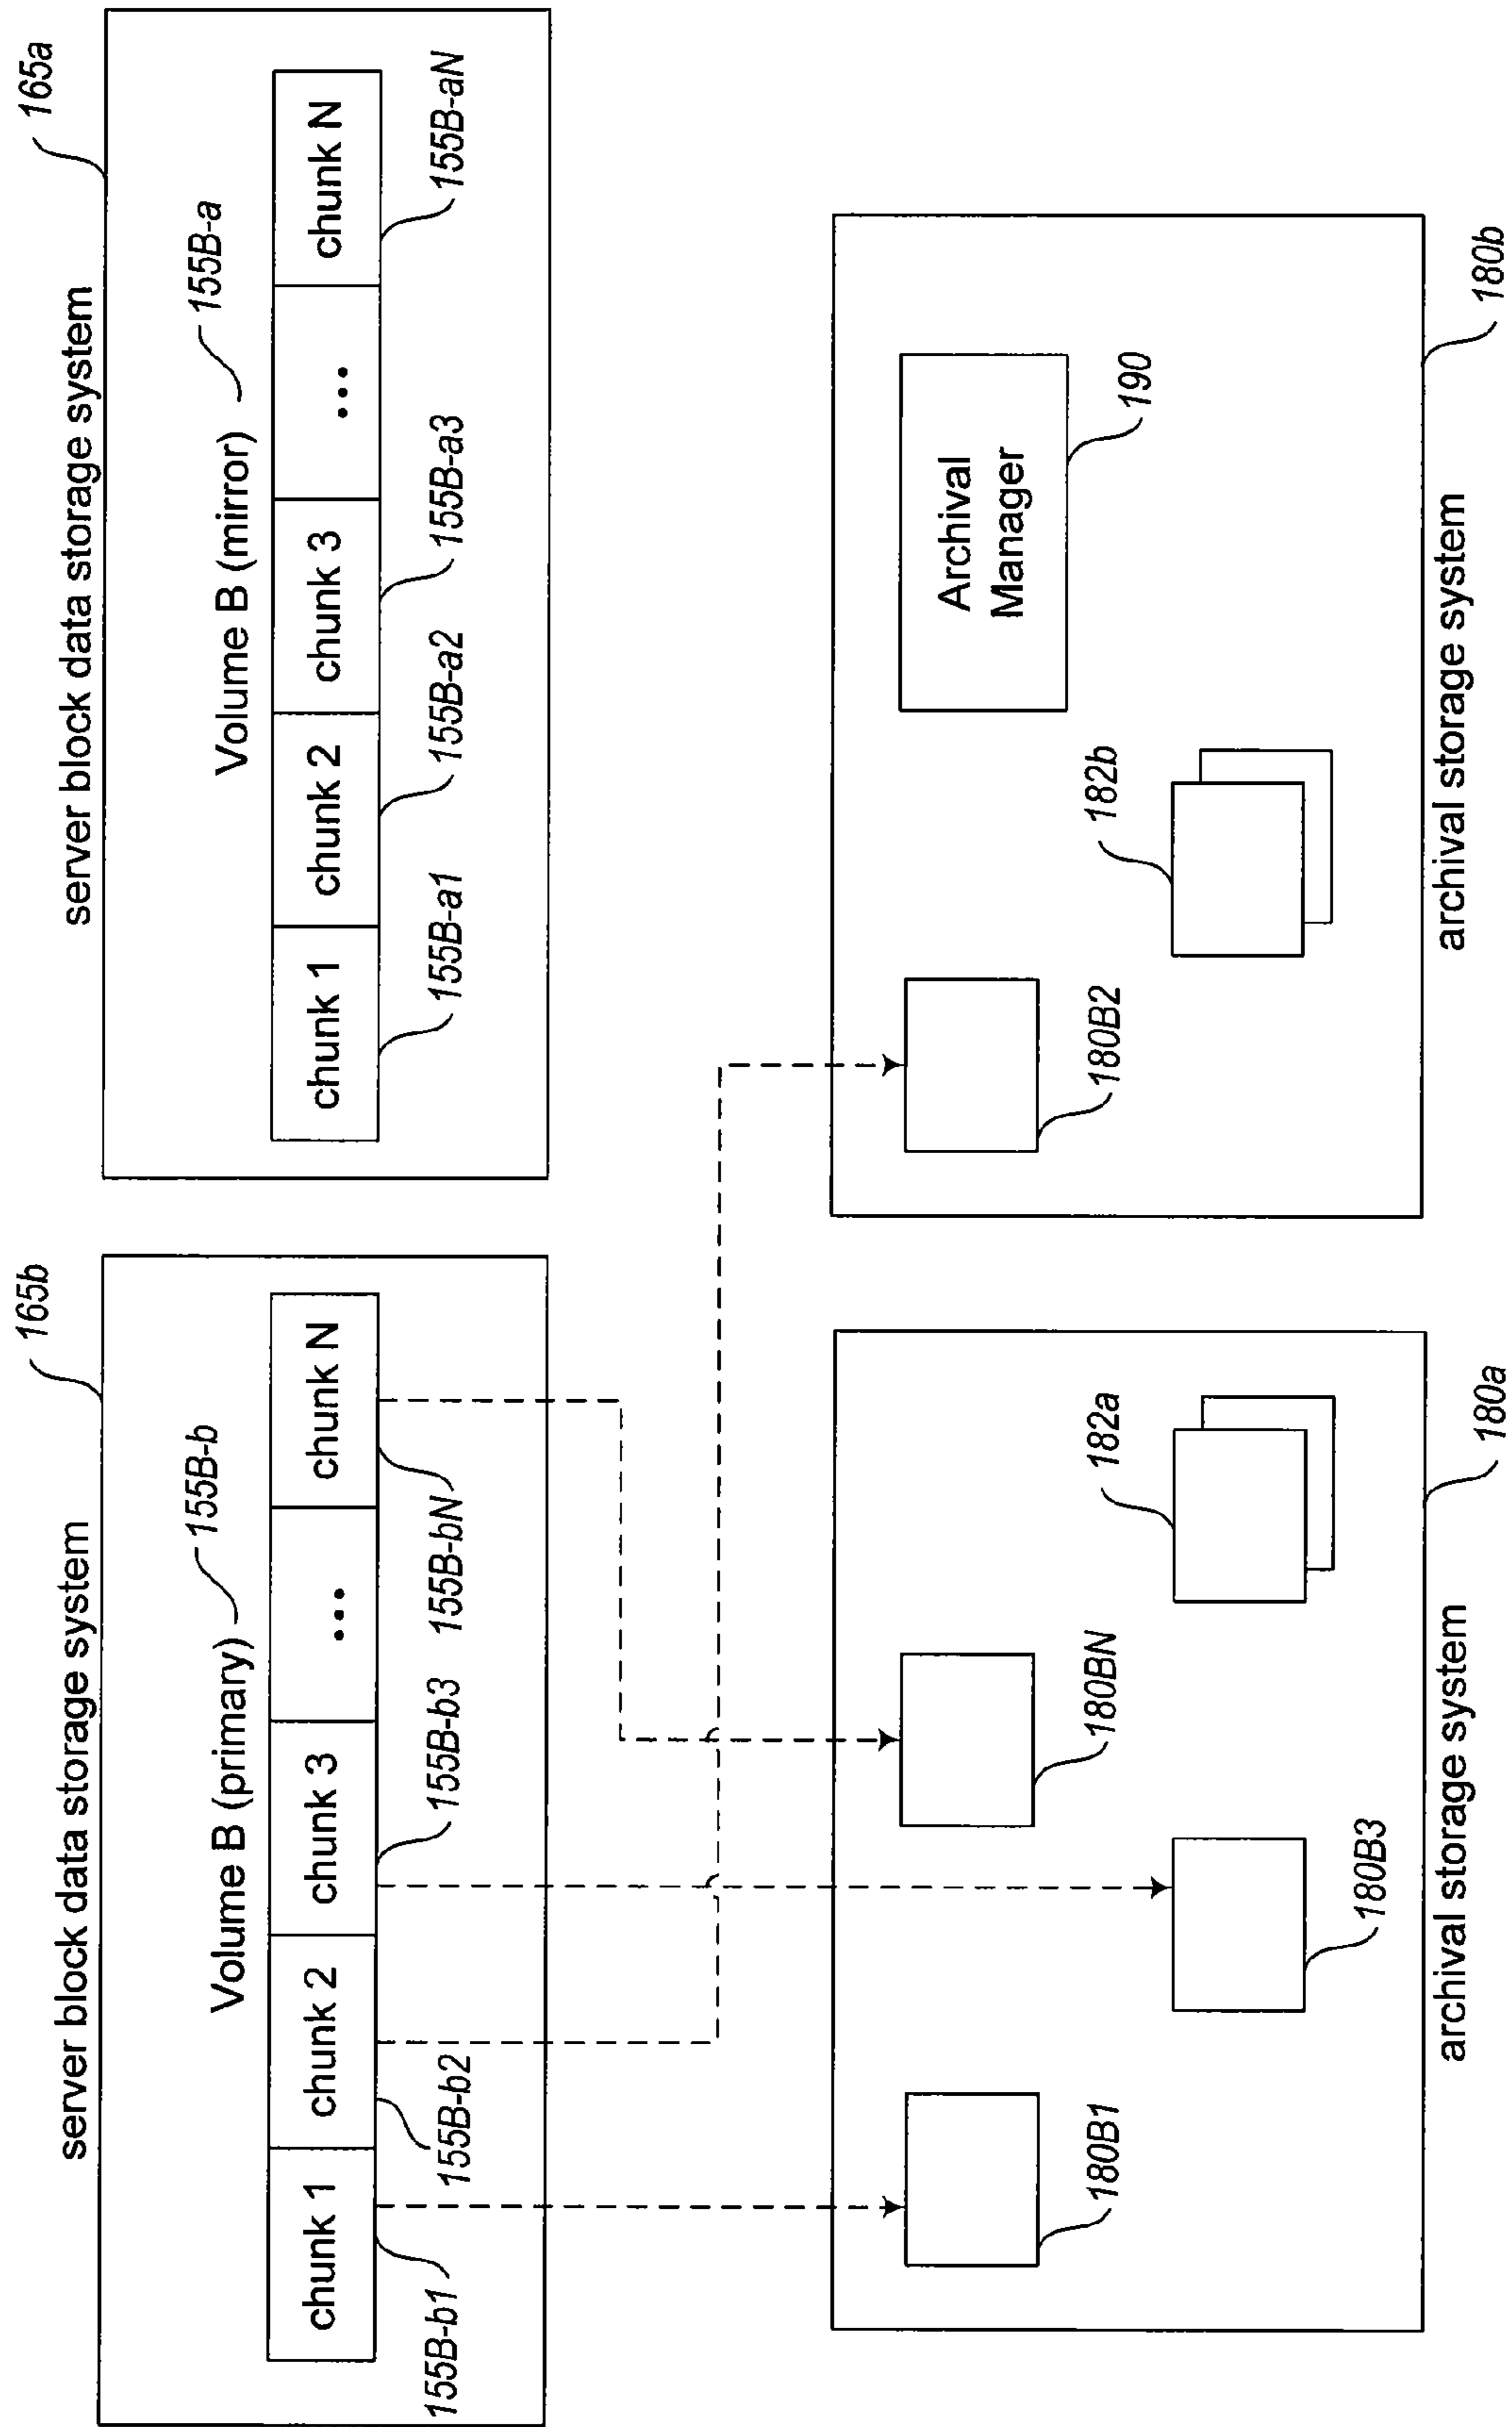 server block data storage system
165b
Volume B (primary)
155B-b
chunk 1
chunk 2
chunk 3
...
chunk N
155B-b1
155B-b2
155B-b3
155B-bN
server block data storage system
165a
Volume B (mirror)
155B-a
chunk 1
chunk 2
chunk 3
...
chunk N
155B-a1
155B-a2
155B-a3
155B-aN
180B1
180B3
180BN
182a
archival storage system
180a
180B2
182b
Archival
Manager
190
archival storage system
180b